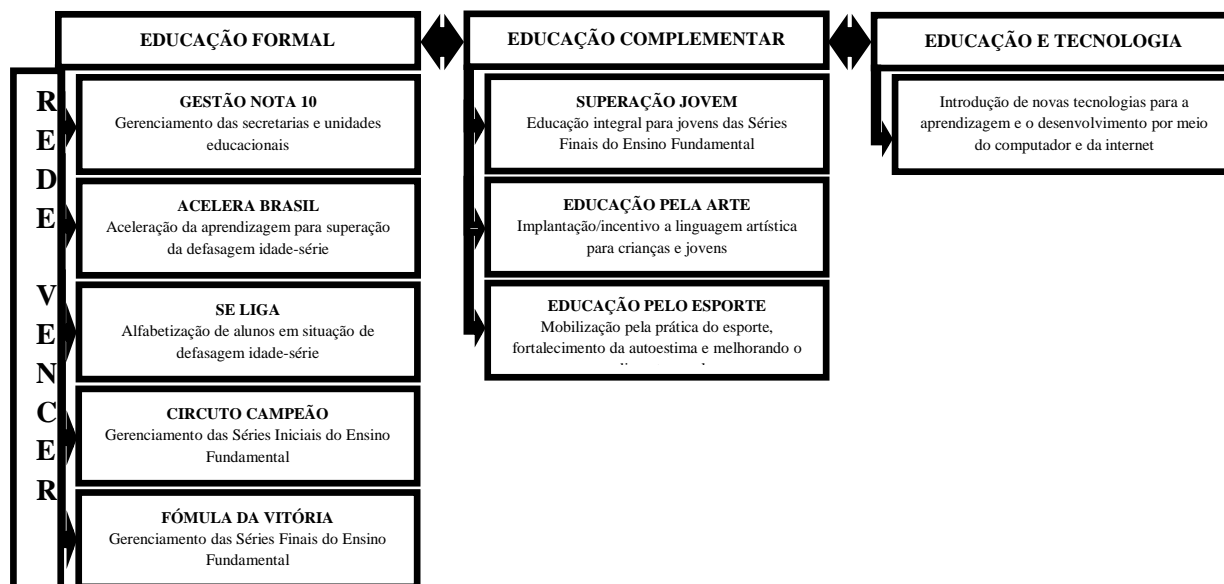 EDUCAÇÃO FORMAL
EDUCAÇÃO COMPLEMENTAR
EDUCAÇÃO E TECNOLOGIA
REDE VENCER
GESTÃO NOTA 10
Gerenciamento das secretarias e unidades
educacionais
ACELERA BRASIL
Aceleração da aprendizagem para superação
da defasagem idade-série
SE LIGA
Alfabetização de alunos em situação de
defasagem idade-série
CIRCUTO CAMPEÃO
Gerenciamento das Séries Iniciais do Ensino
Fundamental
FÓMULA DA VITÓRIA
Gerenciamento das Séries Finais do Ensino
Fundamental
SUPERAÇÃO JOVEM
Educação integral para jovens das Séries
Finais do Ensino Fundamental
EDUCAÇÃO PELA ARTE
Implantação/incentivo a linguagem artística
para crianças e jovens
EDUCAÇÃO PELO ESPORTE
Mobilização pela prática do esporte,
fortalecimento da autoestima e melhorando o
Introdução de novas tecnologias para a
aprendizagem e o desenvolvimento por meio
do computador e da internet